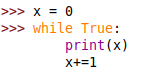 >>> x = 0
>>> while True:
        print(x)
        x+=1